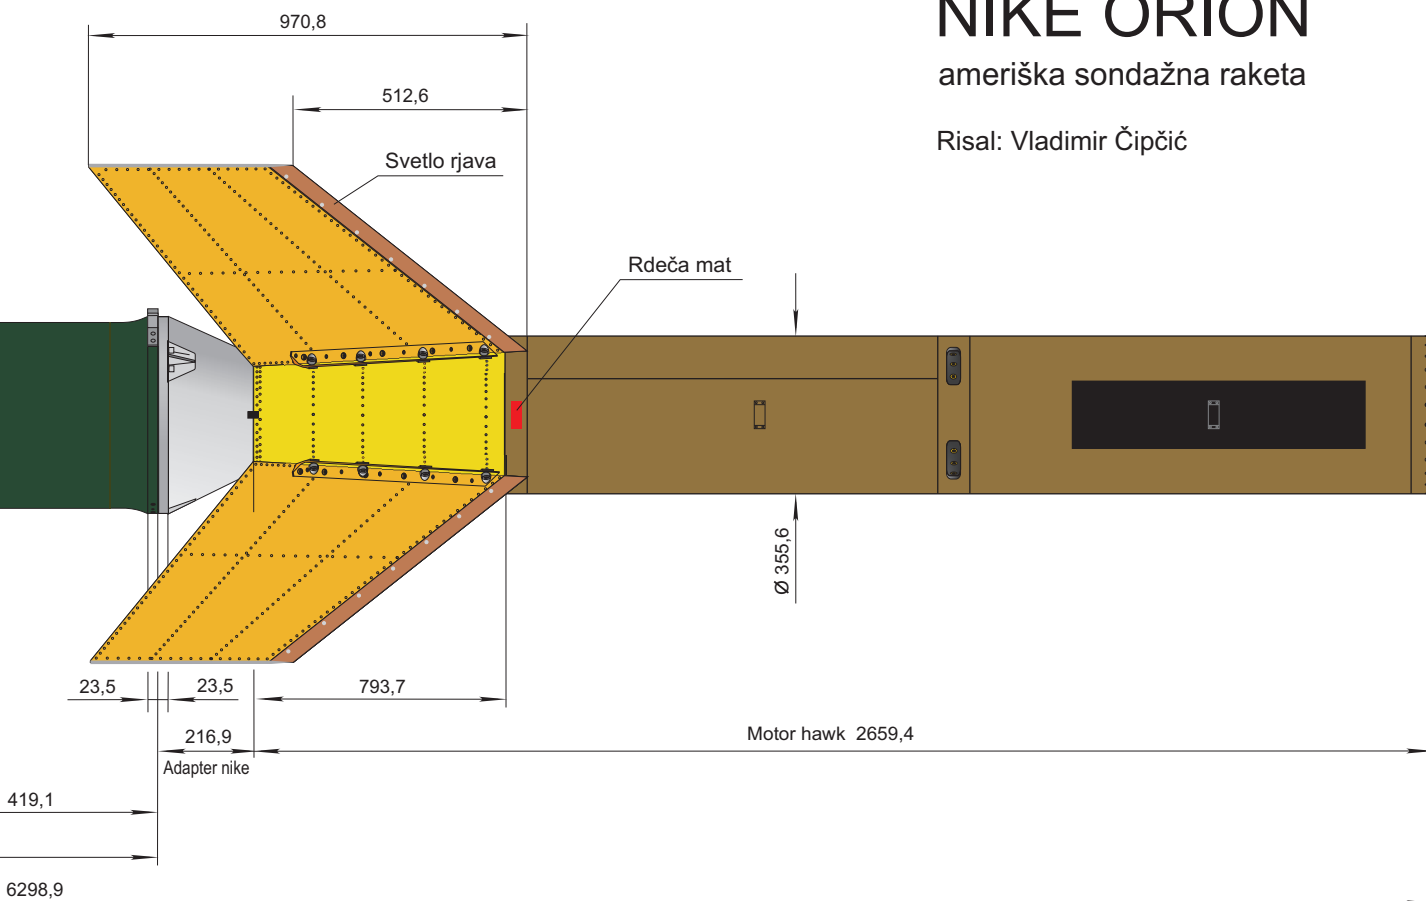 970,8
NIKE ORION
512,6
ameriška sondažna raketa
Risal: Vladimir Čipčić
Svetlo rjava
Rdeča mat
Ø 355,6
23,5
23,5
793,7
216,9
Motor hawk 2659,4
Adapter nike
419,1
6298,9